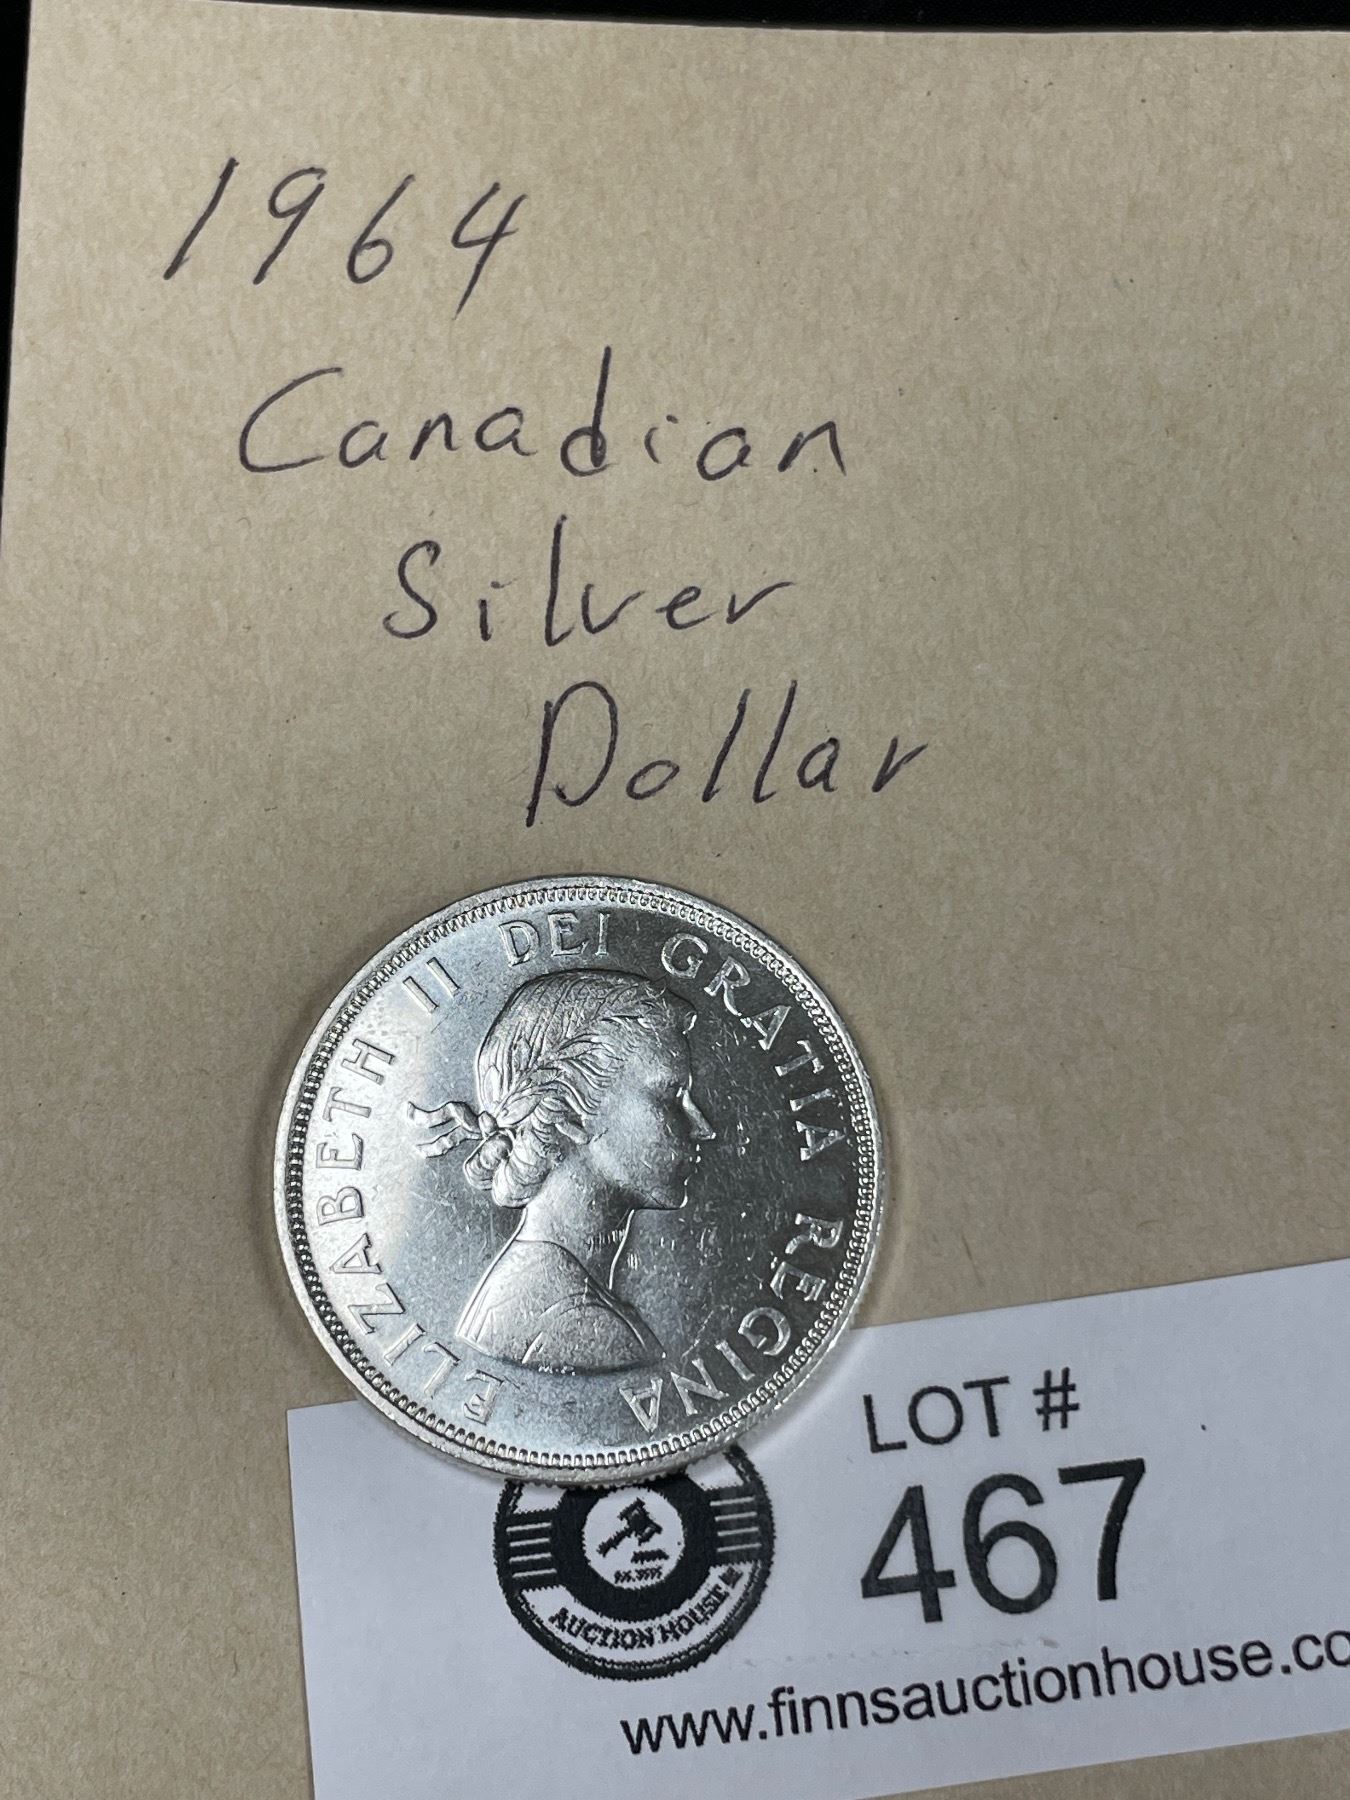 1964
Canadian
Silver
Dollar
ELIZABETH II DEI GRATIA REGINA
LOT #
467
AUCTION HOUSE
www.finnsauctionhouse.co